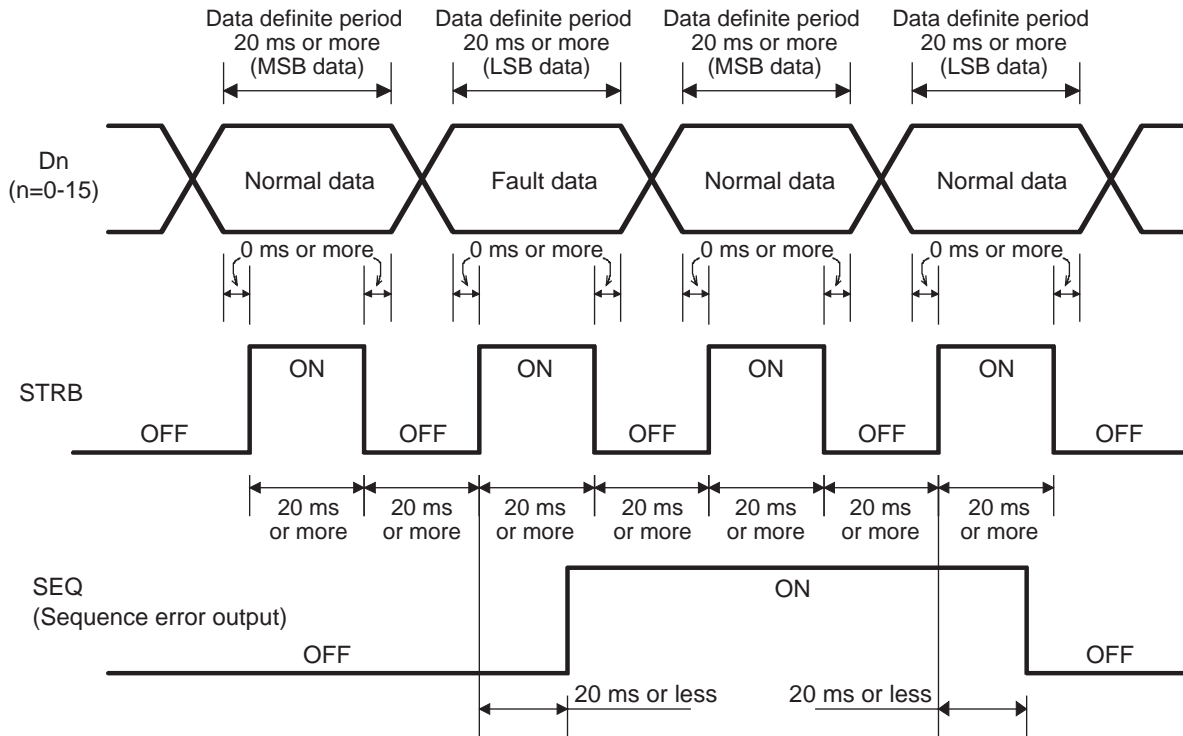 Data definite period
20 ms or more
(MSB data)
Data definite period
20 ms or more
(LSB data)
Data definite period
20 ms or more
(MSB data)
Data definite period
20 ms or more
(LSB data)
Dn
(n=0-15)
Normal data
Fault data
Normal data
Normal data
0 ms or more
0 ms or more
0 ms or more
0 ms or more
STRB
OFF
ON
OFF
ON
OFF
ON
OFF
ON
OFF
20 ms
or more
20 ms
or more
20 ms
or more
20 ms
or more
20 ms
or more
20 ms
or more
20 ms
or more
SEQ
(Sequence error output)
OFF
ON
OFF
20 ms or less
20 ms or less